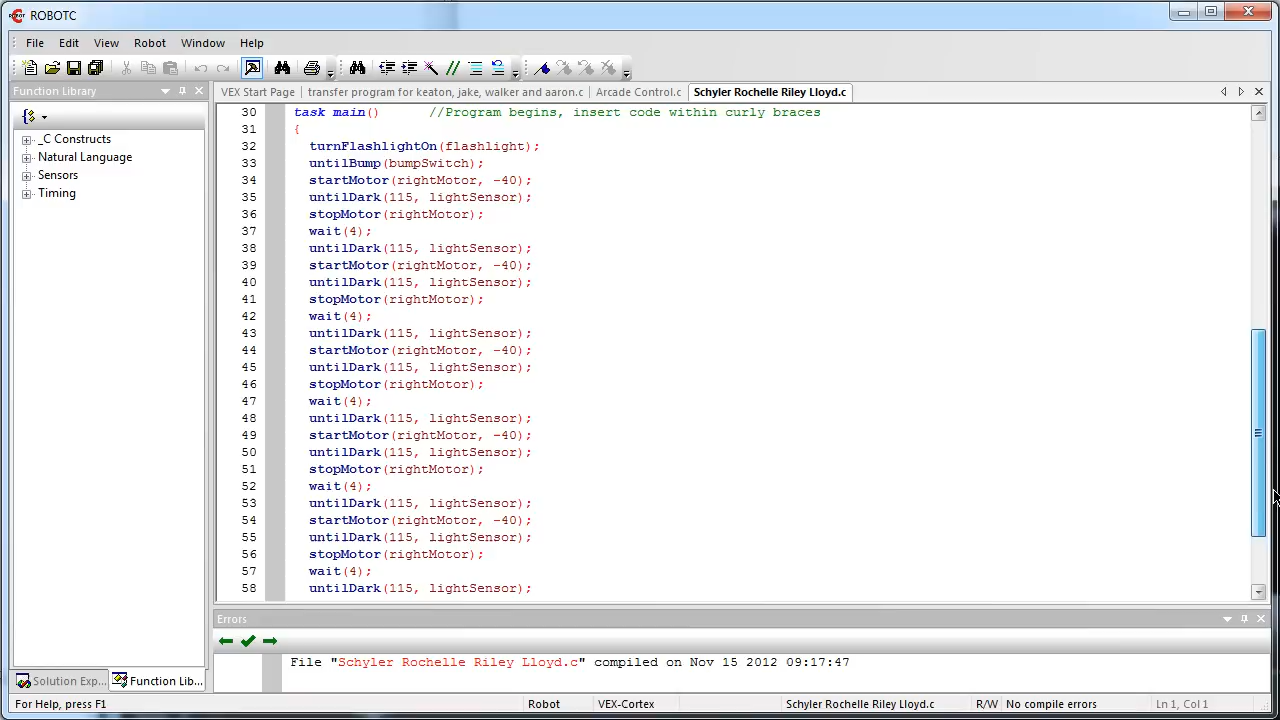 ROBOTC
File Edit View Robot Window Help
Function Library
VEX Start Page transfer program for keaton, jake, walker and aaron.c Arcade Control.c Schyler Rochelle Riley Lloyd.c
_C Constructs
Natural Language
Sensors
Timing
30 task main() //Program begins, insert code within curly braces
31 {
32 turnFlashlightOn(flashlight);
33 untilBump(bumpSwitch);
34 startMotor(rightMotor, -40);
35 untilDark(115, lightSensor);
36 stopMotor(rightMotor);
37 wait(4);
38 untilDark(115, lightSensor);
39 startMotor(rightMotor, -40);
40 untilDark(115, lightSensor);
41 stopMotor(rightMotor);
42 wait(4);
43 untilDark(115, lightSensor);
44 startMotor(rightMotor, -40);
45 untilDark(115, lightSensor);
46 stopMotor(rightMotor);
47 wait(4);
48 untilDark(115, lightSensor);
49 startMotor(rightMotor, -40);
50 untilDark(115, lightSensor);
51 stopMotor(rightMotor);
52 wait(4);
53 untilDark(115, lightSensor);
54 startMotor(rightMotor, -40);
55 untilDark(115, lightSensor);
56 stopMotor(rightMotor);
57 wait(4);
58 untilDark(115, lightSensor);
Errors
File "Schyler Rochelle Riley Lloyd.c" compiled on Nov 15 2012 09:17:47
Solution Exp... Function Lib...
For Help, press F1 Robot VEX-Cortex Schyler Rochelle Riley Lloyd.c R/W No compile errors Ln 1, Col 1